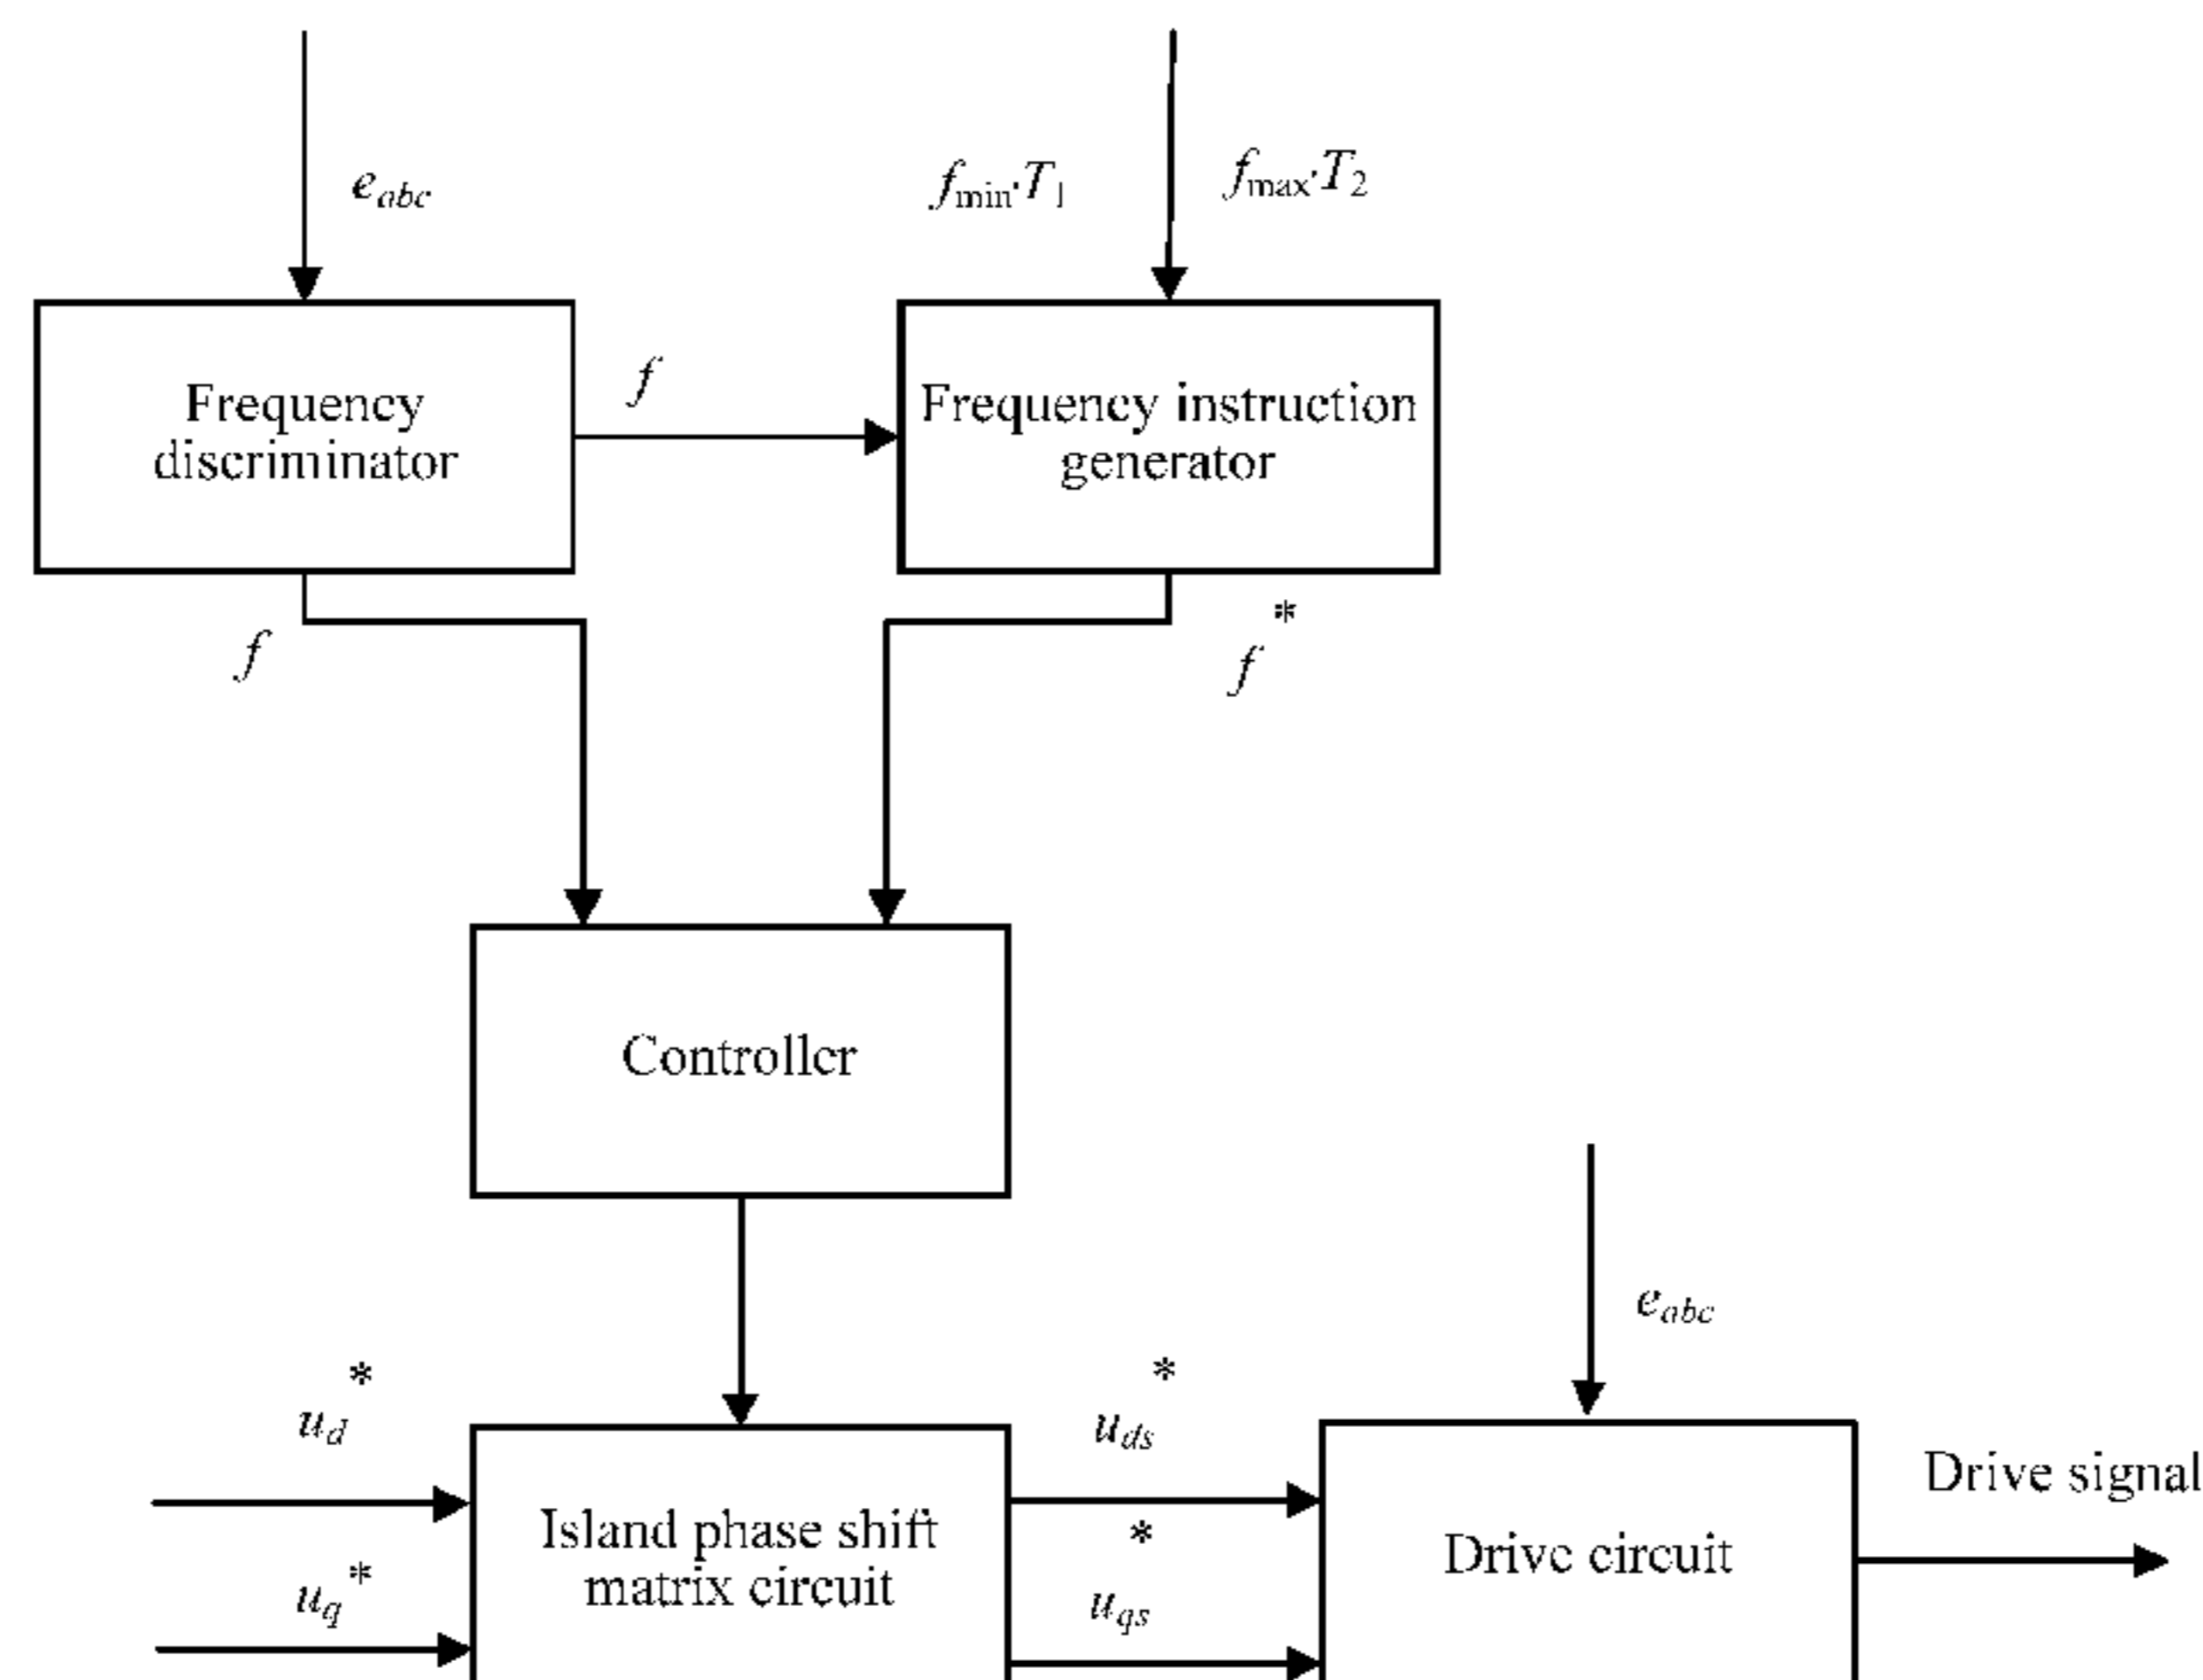 e_abc
f_min, T_1
f_max, T_2
Frequency
discriminator
f
Frequency instruction
generator
f
f*
Controller
e_abc
u_d*
u_ds*
Island phase shift
matrix circuit
Drive circuit
Drive signal
u_q*
u_qs*